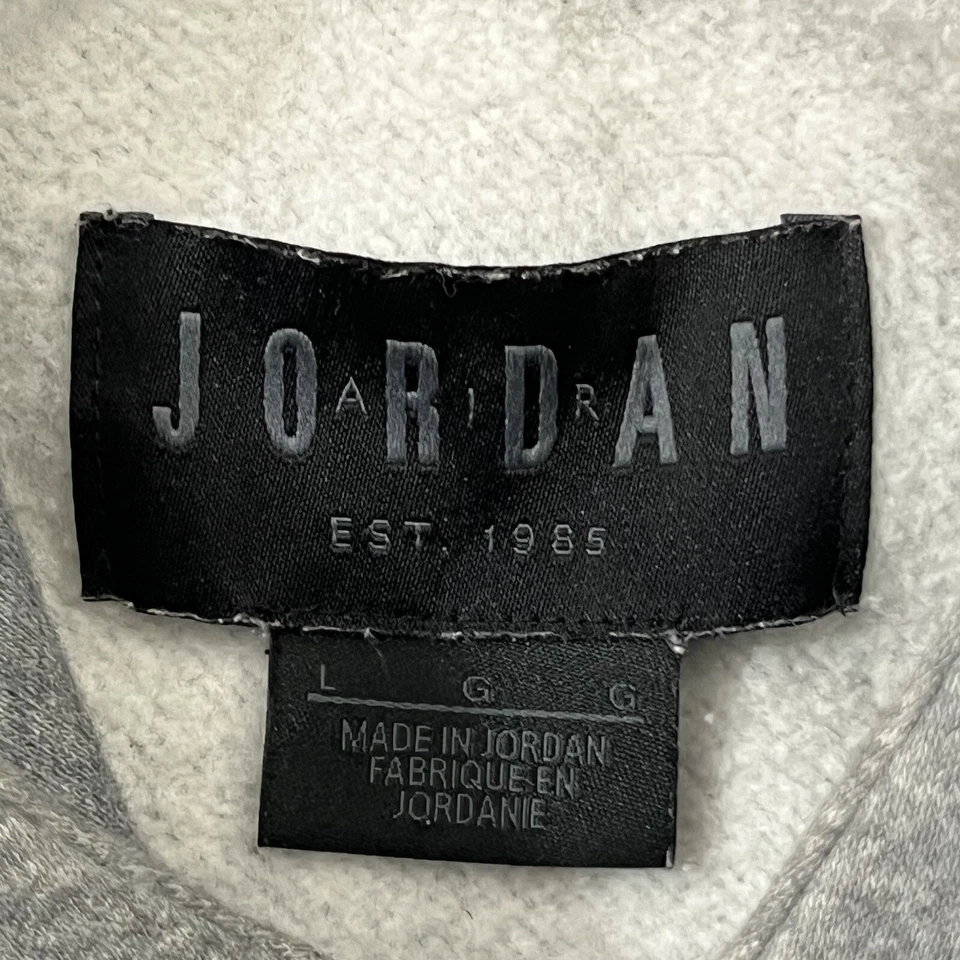 JORDAN
AIR
EST. 1985
L G G
MADE IN JORDAN
FABRIQUE EN
JORDANIE